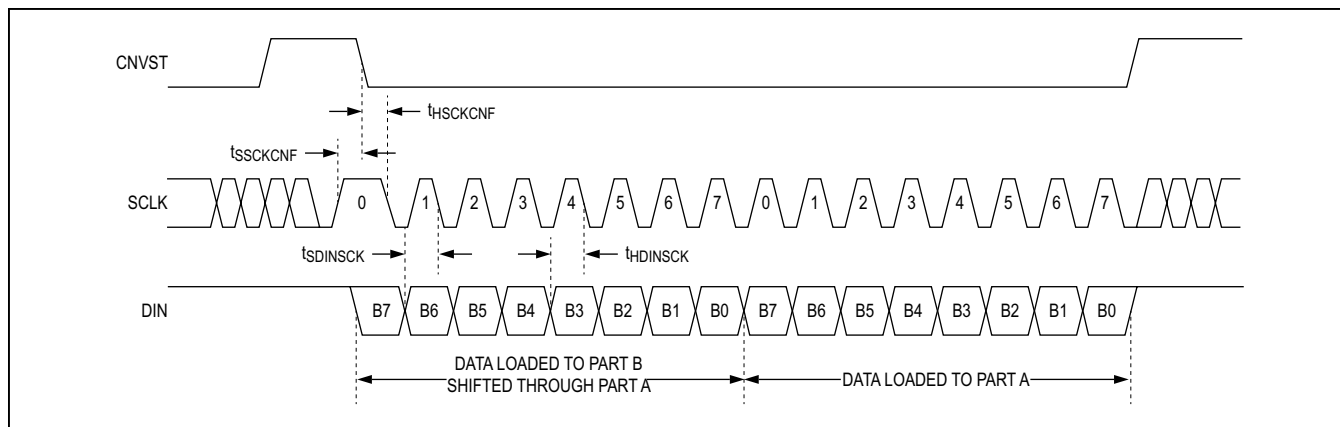 CNVST
tHSCKCNF
tSSCKCNF
SCLK 0 1 2 3 4 5 6 7 0 1 2 3 4 5 6 7
tSDINSCK tHDINSCK
DIN B7 B6 B5 B4 B3 B2 B1 B0 B7 B6 B5 B4 B3 B2 B1 B0
DATA LOADED TO PART B
SHIFTED THROUGH PART A
DATA LOADED TO PART A